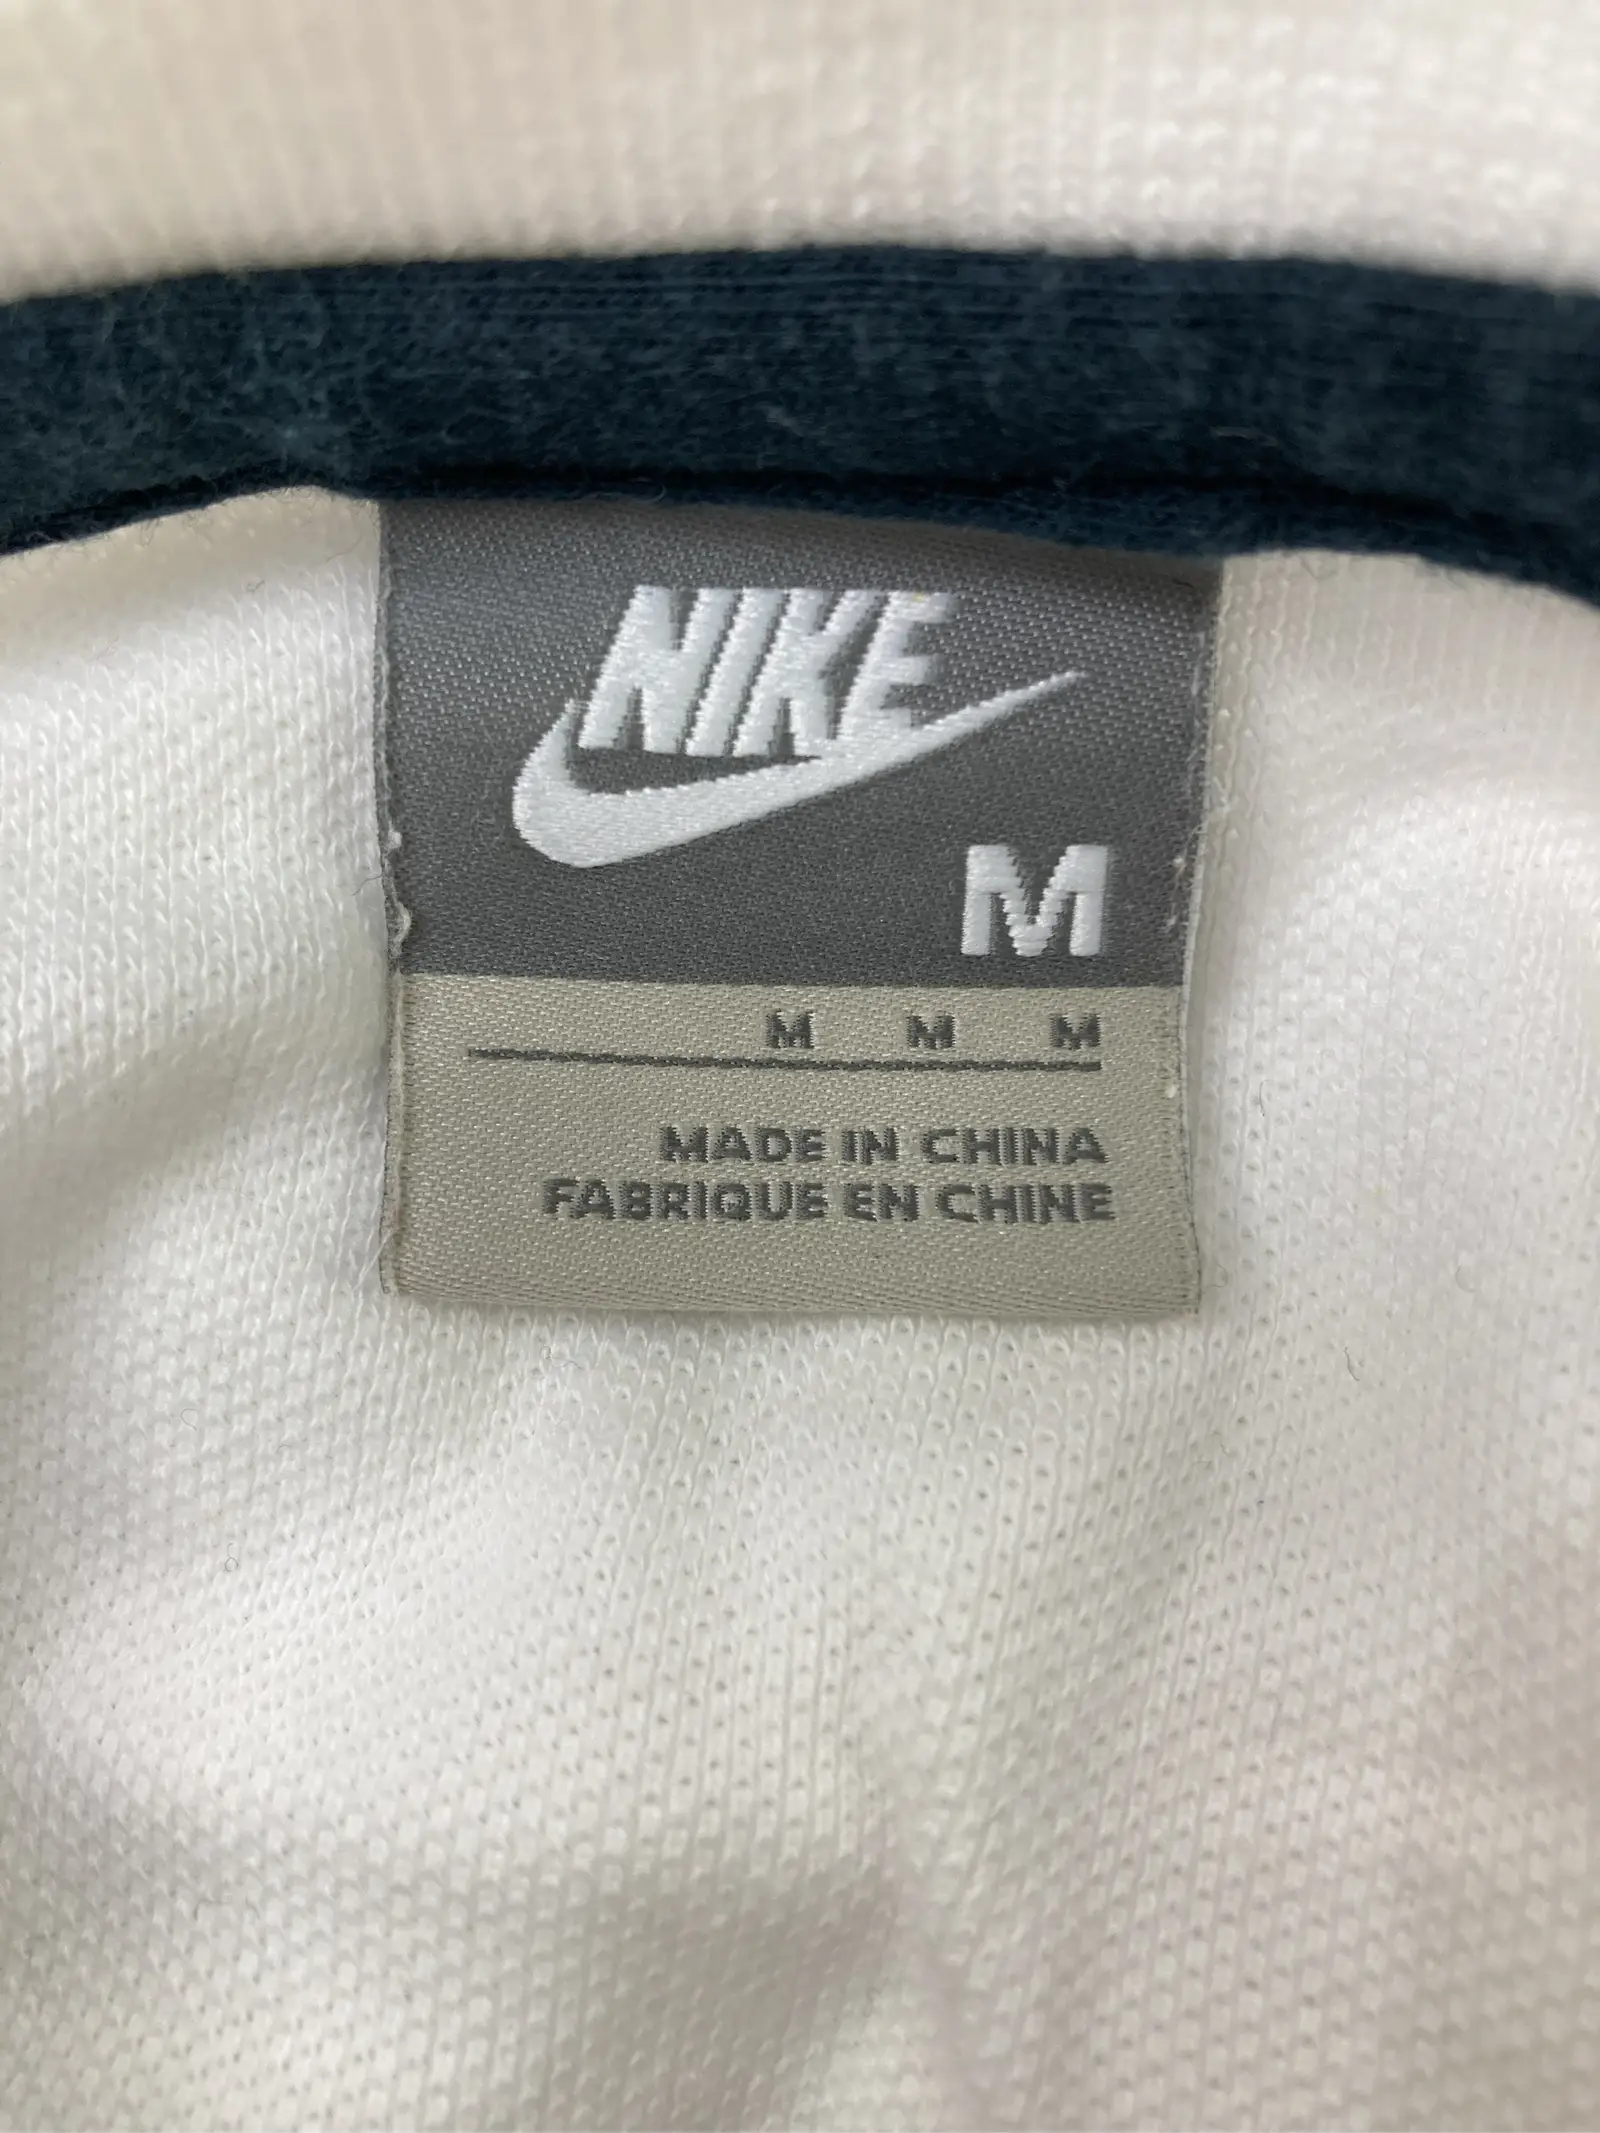 NIKE
M
M M M
MADE IN CHINA
FABRIQUE EN CHINE